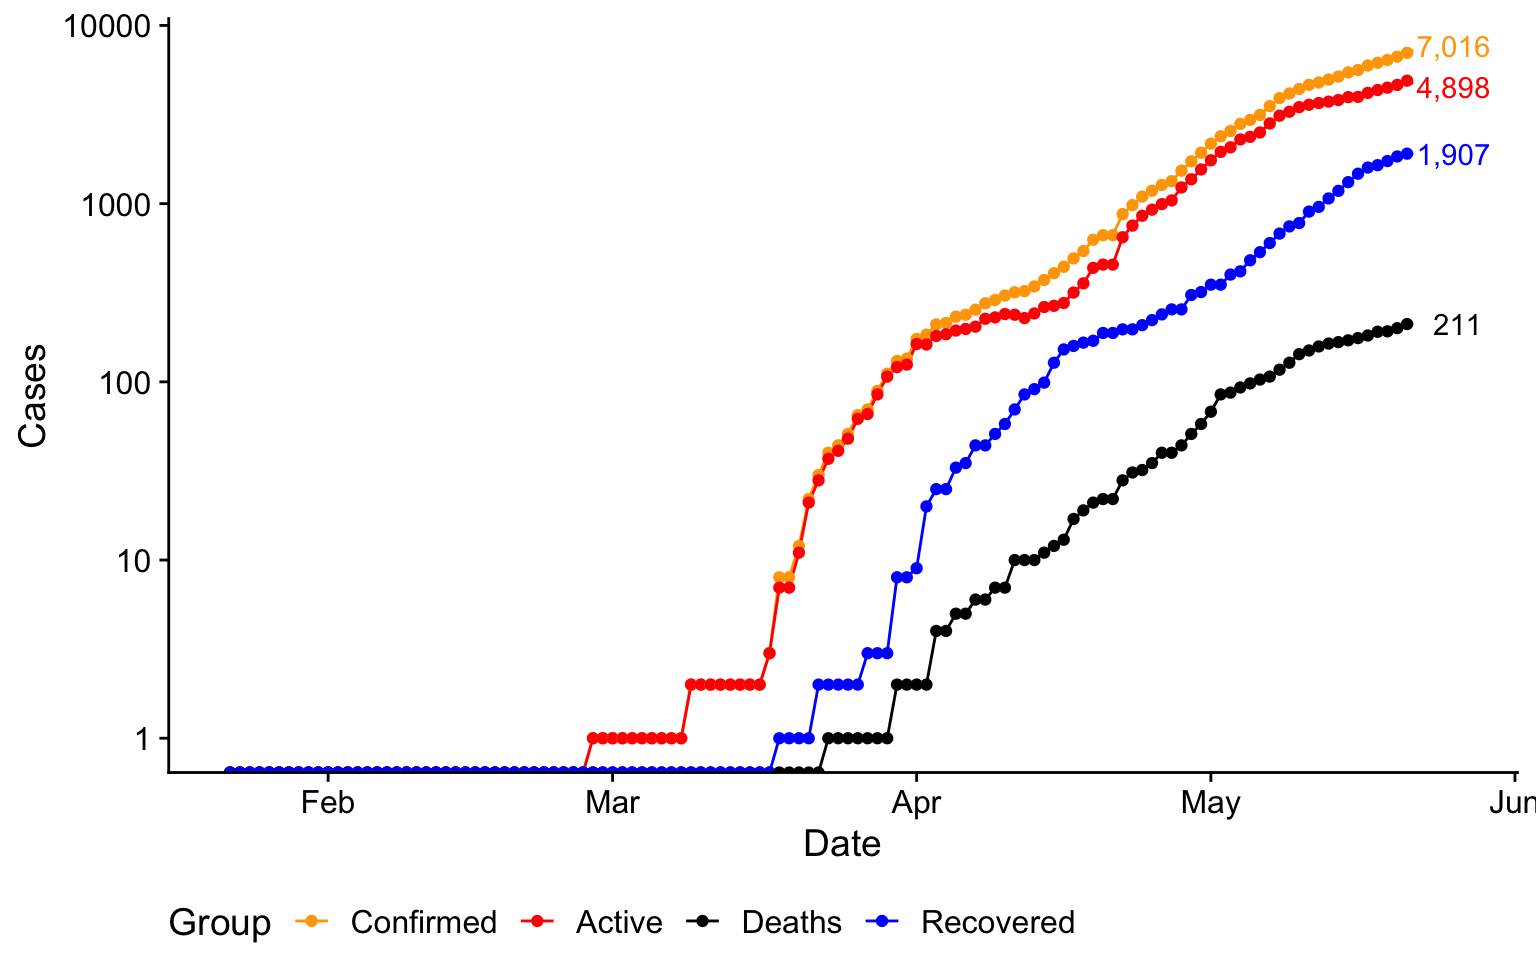 10000
7,016
4,898
1000
1,907
211
100
10
1
Cases
Feb Mar Apr May Jun
Date
Group Confirmed Active Deaths Recovered